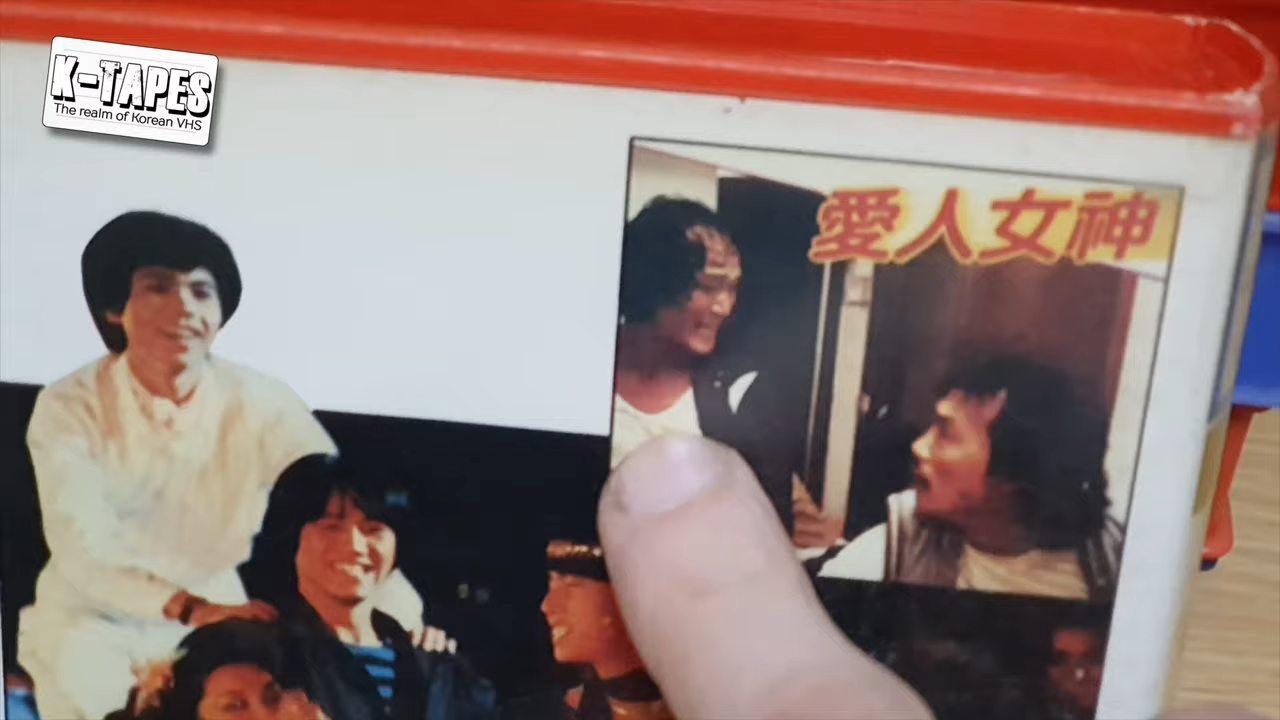 K-TAPES
The realm of Korean VHS
愛人女神